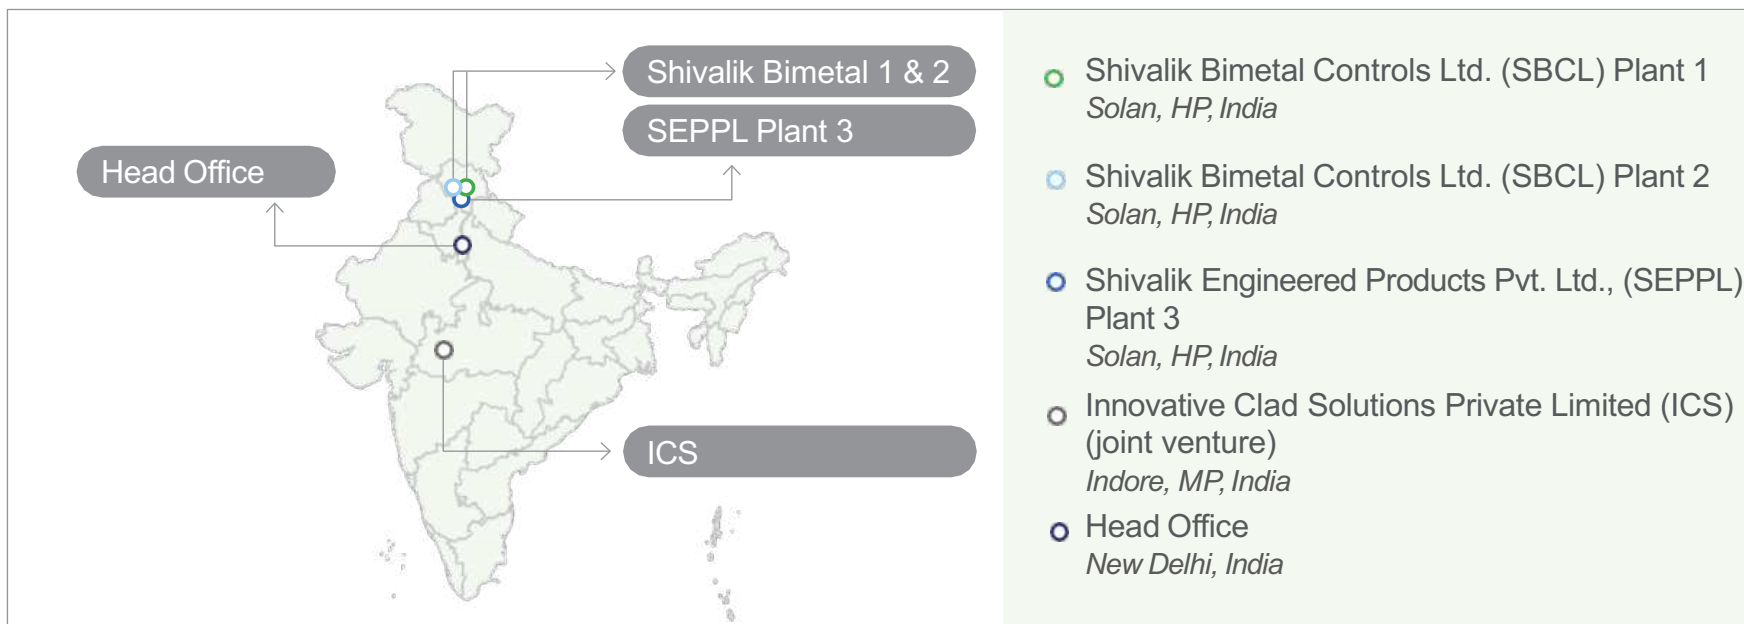 Shivalik Bimetal 1 & 2
SEPPL Plant 3
Head Office
ICS
Shivalik Bimetal Controls Ltd. (SBCL) Plant 1
Solan, HP, India
Shivalik Bimetal Controls Ltd. (SBCL) Plant 2
Solan, HP, India
Shivalik Engineered Products Pvt. Ltd., (SEPPL)
Plant 3
Solan, HP, India
Innovative Clad Solutions Private Limited (ICS)
(joint venture)
Indore, MP, India
Head Office
New Delhi, India